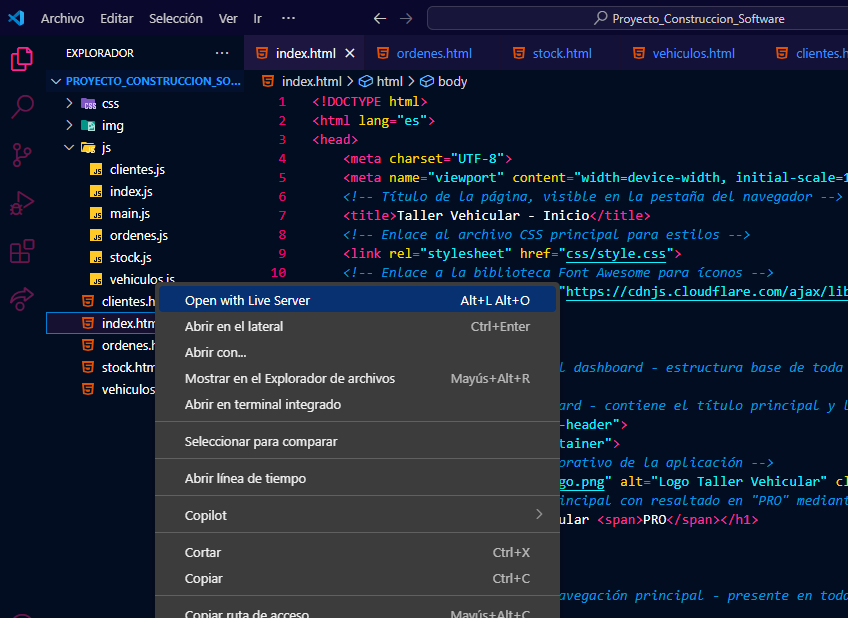 Archivo Editar Selección Ver Ir ··· Proyecto_Construccion_Software
EXPLORADOR ···
index.html ordenes.html stock.html vehiculos.html clientes.h
PROYECTO_CONSTRUCCION_SO...
index.html > html > body
css
img
js
clientes.js
index.js
main.js
ordenes.js
stock.js
vehiculos.js
clientes.h
index.htm
ordenes.h
stock.htm
vehiculos
1 <!DOCTYPE html>
2 <html lang="es">
3 <head>
4 <meta charset="UTF-8">
5 <meta name="viewport" content="width=device-width, initial-scale=1
6 <!-- Título de la página, visible en la pestaña del navegador -->
7 <title>Taller Vehicular - Inicio</title>
8 <!-- Enlace al archivo CSS principal para estilos -->
9 <link rel="stylesheet" href="css/style.css">
10 <!-- Enlace a la biblioteca Font Awesome para íconos -->
"https://cdnjs.cloudflare.com/ajax/lib
l dashboard - estructura base de toda
ard - contiene el título principal y l
-header">
tainer">
orativo de la aplicación -->
go.png" alt="Logo Taller Vehicular" cl
incipal con resaltado en "PRO" mediant
ular <span>PRO</span></h1>
avegación principal - presente en toda
Open with Live Server Alt+L Alt+O
Abrir en el lateral Ctrl+Enter
Abrir con...
Mostrar en el Explorador de archivos Mayús+Alt+R
Abrir en terminal integrado
Seleccionar para comparar
Abrir línea de tiempo
Copilot
Cortar Ctrl+X
Copiar Ctrl+C
Copiar ruta de acceso Mayús+Alt+C